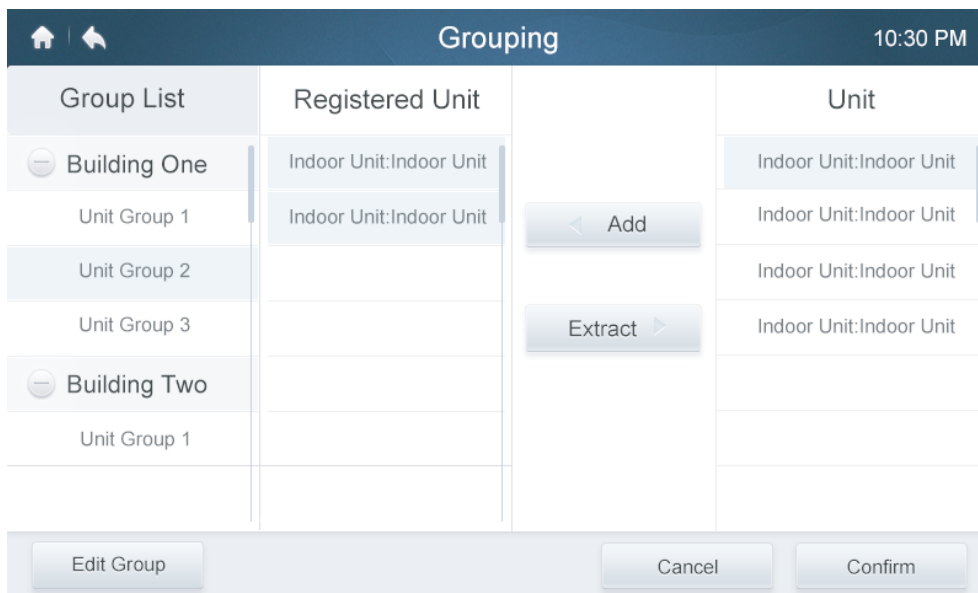 Grouping
10:30 PM
Group List
Registered Unit
Unit
Building One
Unit Group 1
Unit Group 2
Unit Group 3
Building Two
Unit Group 1
Indoor Unit:Indoor Unit
Indoor Unit:Indoor Unit
Add
Extract
Indoor Unit:Indoor Unit
Indoor Unit:Indoor Unit
Indoor Unit:Indoor Unit
Indoor Unit:Indoor Unit
Edit Group
Cancel
Confirm